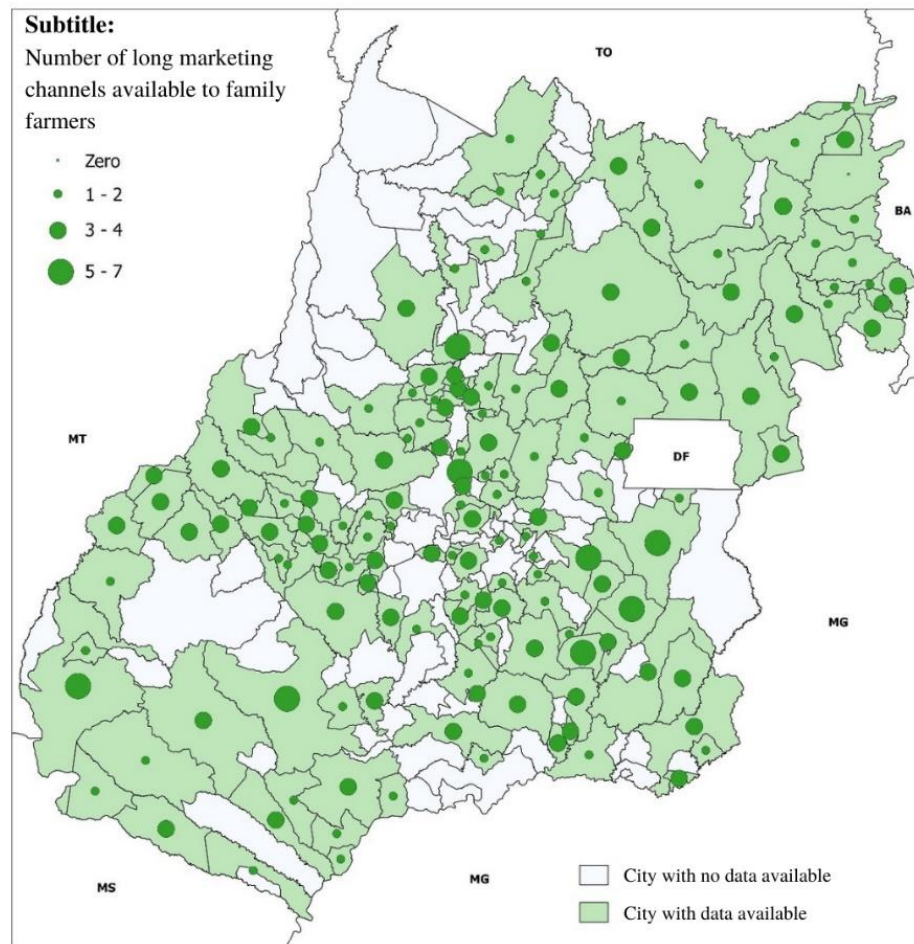 Subtitle:
Number of long marketing
channels available to family
farmers
Zero
1 - 2
3 - 4
5 - 7
TO
BA
MT
DF
MG
MS
MG
City with no data available
City with data available